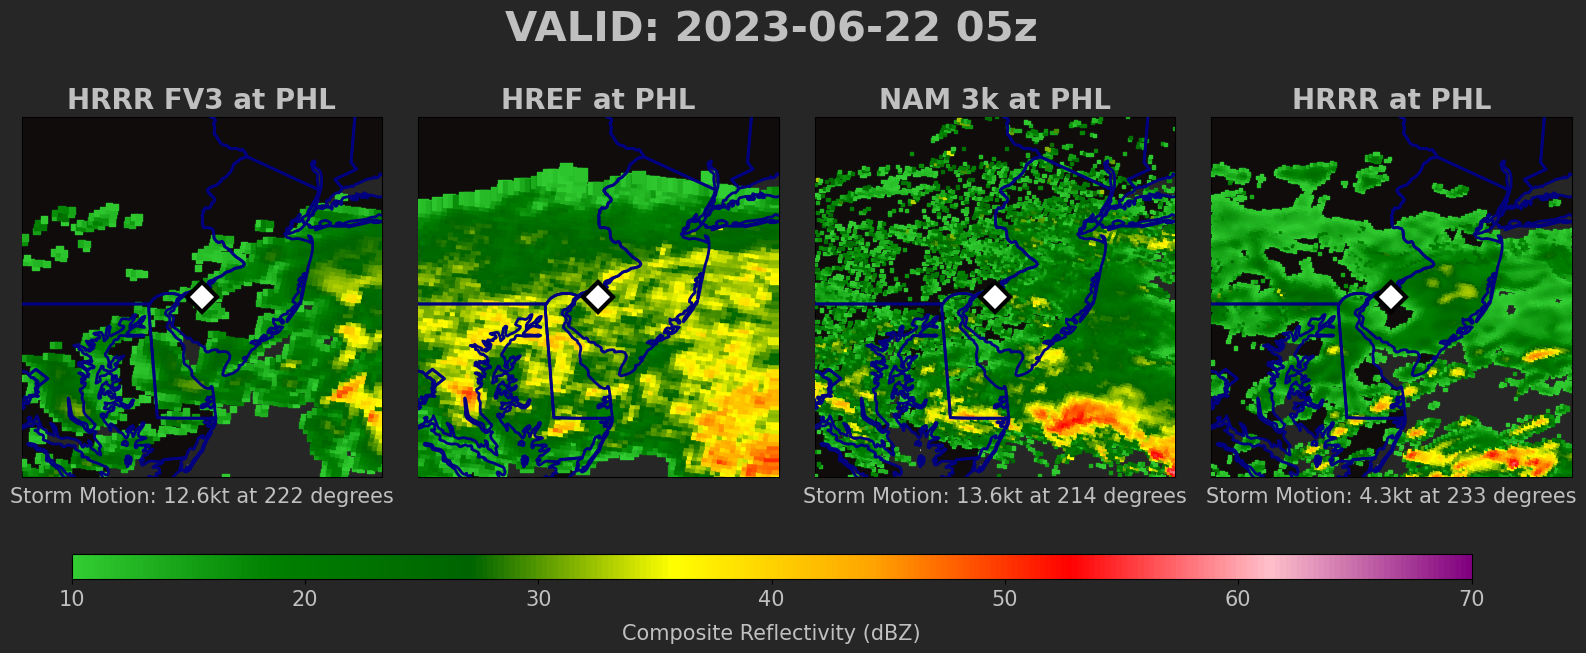 VALID: 2023-06-22 05z
HRRR FV3 at PHL
HREF at PHL
NAM 3k at PHL
HRRR at PHL
Storm Motion: 12.6kt at 222 degrees
Storm Motion: 13.6kt at 214 degrees
Storm Motion: 4.3kt at 233 degrees
10 20 30 40 50 60 70
Composite Reflectivity (dBZ)